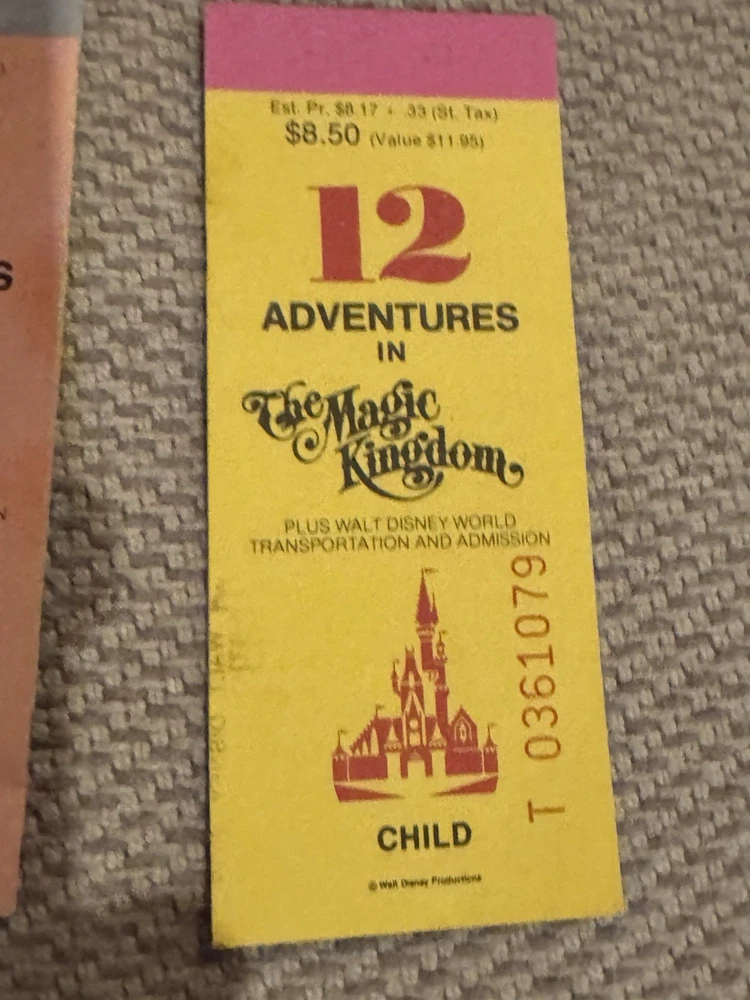 S
Est. Pr. $8.17 + .33 (St. Tax)
$8.50 (Value $11.95)
12
ADVENTURES
IN
The Magic
Kingdom
PLUS WALT DISNEY WORLD
TRANSPORTATION AND ADMISSION
T 0361079
CHILD
© Walt Disney Productions